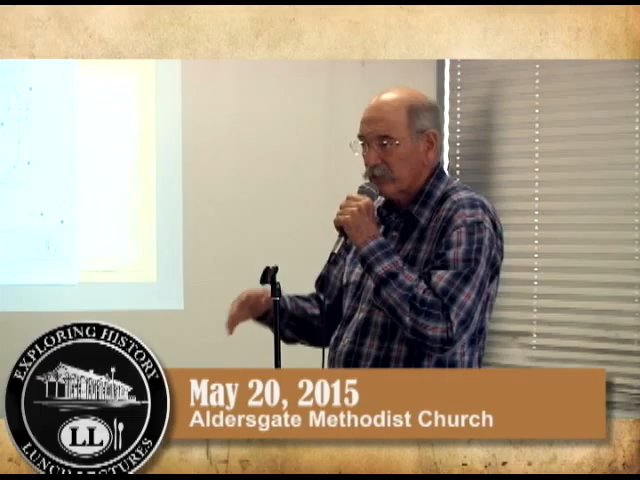 May 20, 2015
Aldersgate Methodist Church
EXPLORING HISTORY
LL
LUNCH LECTURES